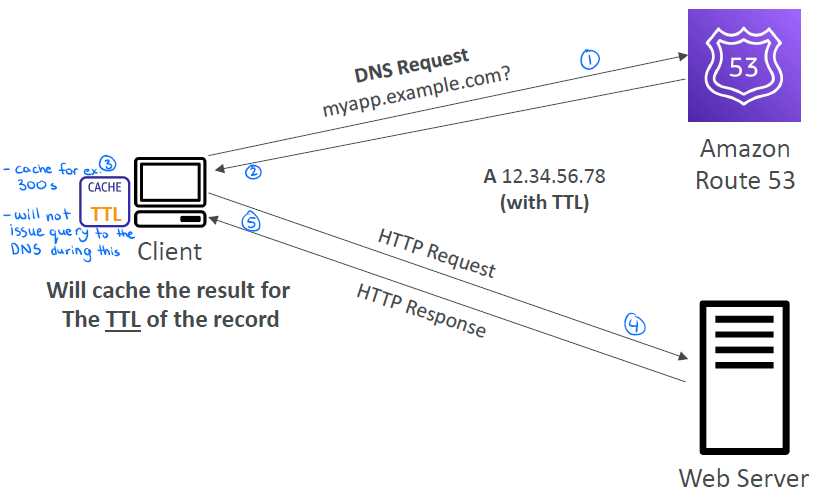 DNS Request
myapp.example.com?
1
53
Amazon
Route 53
2
A 12.34.56.78
(with TTL)
- cache for ex. 3
300 s
CACHE
TTL
- will not
issue query to the
DNS during this
Client
5
HTTP Request
HTTP Response
4
Will cache the result for
The TTL of the record
Web Server